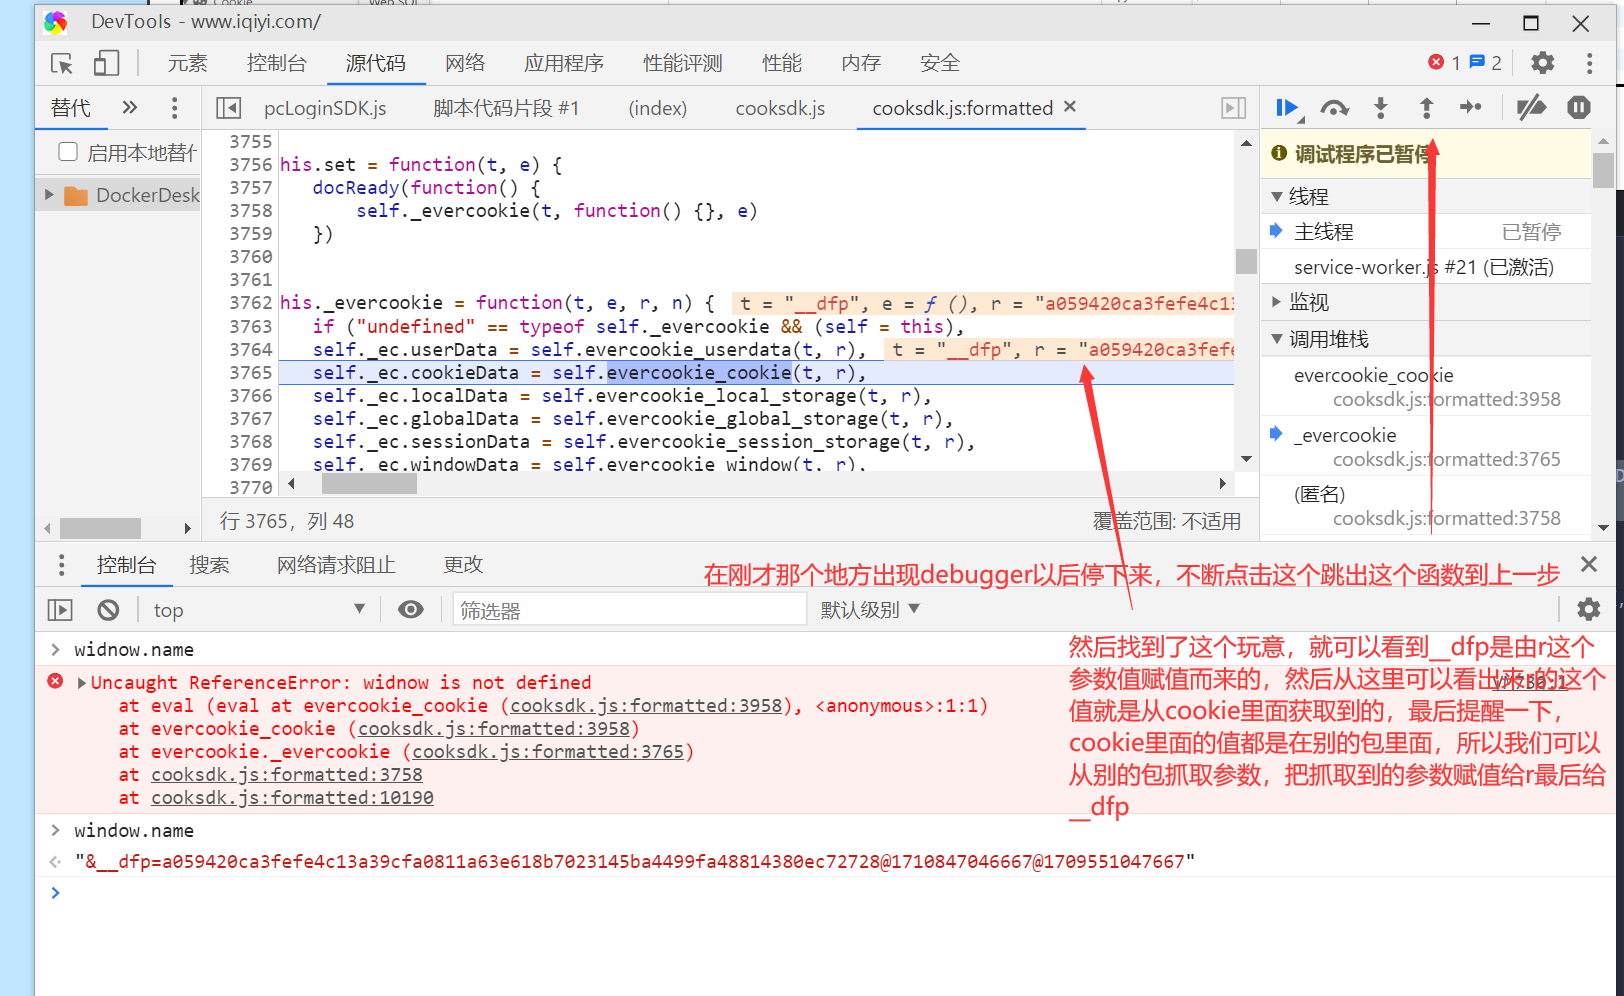 DevTools - www.iqiyi.com/
元素 控制台 源代码 网络 应用程序 性能评测 性能 内存 安全 1 2
替代 pcLoginSDK.js 脚本代码片段 #1 (index) cooksdk.js cooksdk.js:formatted
启用本地替代
DockerDesk
3755
3756 his.set = function(t, e) {
3757 docReady(function() {
3758 self._evercookie(t, function() {}, e)
3759 })
3760
3761
3762 his._evercookie = function(t, e, r, n) { t = "__dfp", e = ƒ (), r = "a059420ca3fefe4c13
3763 if ("undefined" == typeof self._evercookie && (self = this),
3764 self._ec.userData = self.evercookie_userdata(t, r), t = "__dfp", r = "a059420ca3fefe
3765 self._ec.cookieData = self.evercookie_cookie(t, r),
3766 self._ec.localData = self.evercookie_local_storage(t, r),
3767 self._ec.globalData = self.evercookie_global_storage(t, r),
3768 self._ec.sessionData = self.evercookie_session_storage(t, r),
3769 self._ec.windowData = self.evercookie_window(t, r),
3770
行 3765，列 48 覆盖范围: 不适用
调试程序已暂停
线程
主线程 已暂停
service-worker.js #21 (已激活)
监视
调用堆栈
evercookie_cookie
cooksdk.js:formatted:3958
_evercookie
cooksdk.js:formatted:3765
(匿名)
cooksdk.js:formatted:3758
控制台 搜索 网络请求阻止 更改
在刚才那个地方出现debugger以后停下来，不断点击这个跳出这个函数到上一步
top 筛选器 默认级别
widnow.name
Uncaught ReferenceError: widnow is not defined
at eval (eval at evercookie_cookie (cooksdk.js:formatted:3958), <anonymous>:1:1)
at evercookie_cookie (cooksdk.js:formatted:3958)
at evercookie._evercookie (cooksdk.js:formatted:3765)
at cooksdk.js:formatted:3758
at cooksdk.js:formatted:10190
然后找到了这个玩意，就可以看到__dfp是由r这个
参数值赋值而来的，然后从这里可以看出来r的这个
值就是从cookie里面获取到的，最后提醒一下，
cookie里面的值都是在别的包里面，所以我们可以
从别的包抓取参数，把抓取到的参数赋值给r最后给
__dfp
window.name
"&__dfp=a059420ca3fefe4c13a39cfa0811a63e618b7023145ba4499fa48814380ec72728@1710847046667@1709551047667"